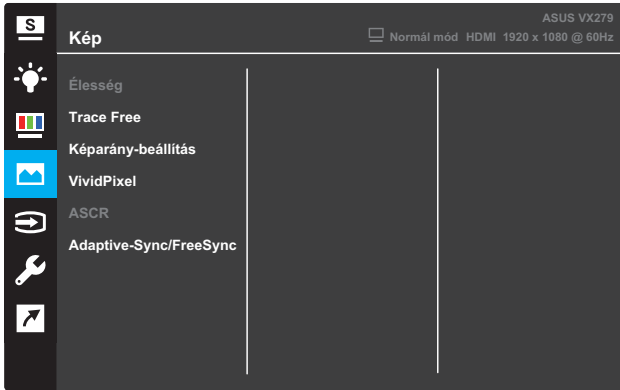 S
ASUS VX279
Kép
Normál mód HDMI 1920 x 1080 @ 60Hz
Élesség
Trace Free
Képarány-beállítás
VividPixel
ASCR
Adaptive-Sync/FreeSync